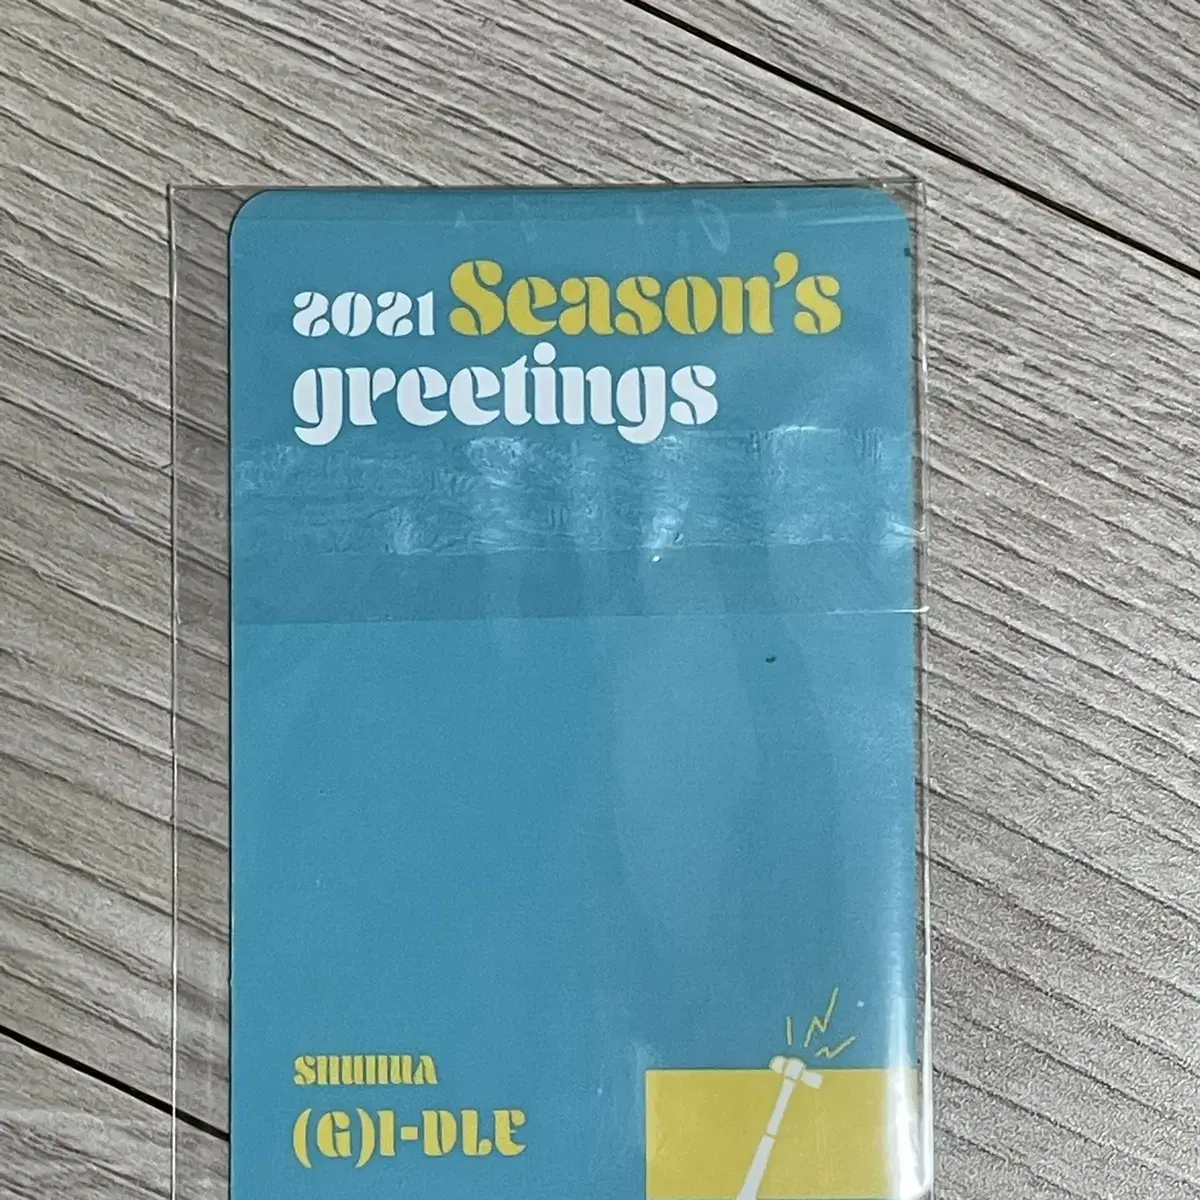 2021 Season's
greetings
SHUHUA
(G)I-DLE